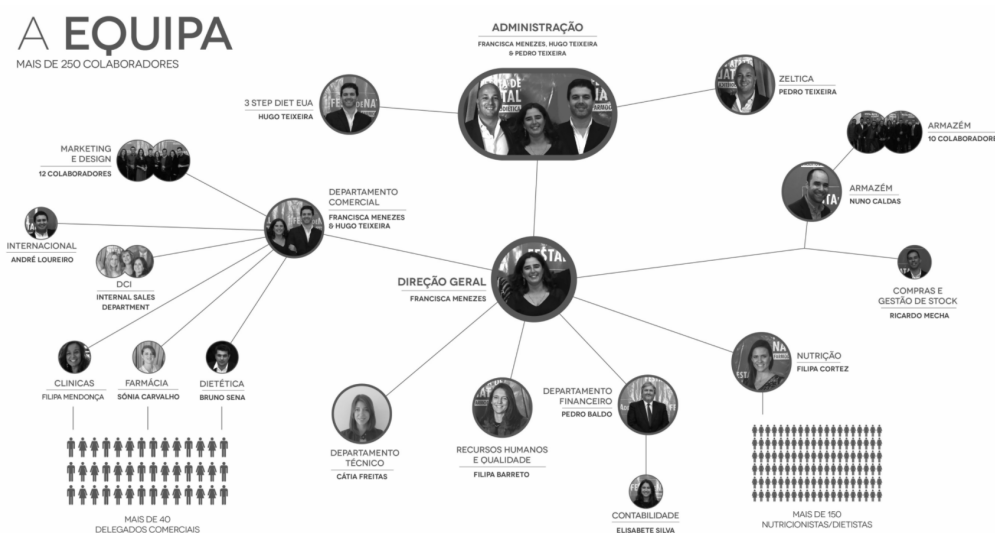 A EQUIPA
MAIS DE 250 COLABORADORES
ADMINISTRAÇÃO
FRANCISCA MENEZES, HUGO TEIXEIRA
& PEDRO TEIXEIRA
3 STEP DIET EUA
HUGO TEIXEIRA
ZELTICA
PEDRO TEIXEIRA
ARMAZÉM
10 COLABORADORES
MARKETING
E DESIGN
12 COLABORADORES
ARMAZÉM
NUNO CALDAS
DEPARTAMENTO
COMERCIAL
FRANCISCA MENEZES
& HUGO TEIXEIRA
INTERNACIONAL
ANDRÉ LOUREIRO
DCI
INTERNAL SALES
DEPARTMENT
DIREÇÃO GERAL
FRANCISCA MENEZES
COMPRAS E
GESTÃO DE STOCK
RICARDO MECHA
CLINICAS
FILIPA MENDONÇA
FARMÁCIA
SÓNIA CARVALHO
DIETÉTICA
BRUNO SENA
NUTRIÇÃO
FILIPA CORTEZ
DEPARTAMENTO
FINANCEIRO
PEDRO BALDO
DEPARTAMENTO
TÉCNICO
CÁTIA FREITAS
RECURSOS HUMANOS
E QUALIDADE
FILIPA BARRETO
CONTABILIDADE
ELISABETE SILVA
MAIS DE 40
DELEGADOS COMERCIAIS
MAIS DE 150
NUTRICIONISTAS/DIETISTAS